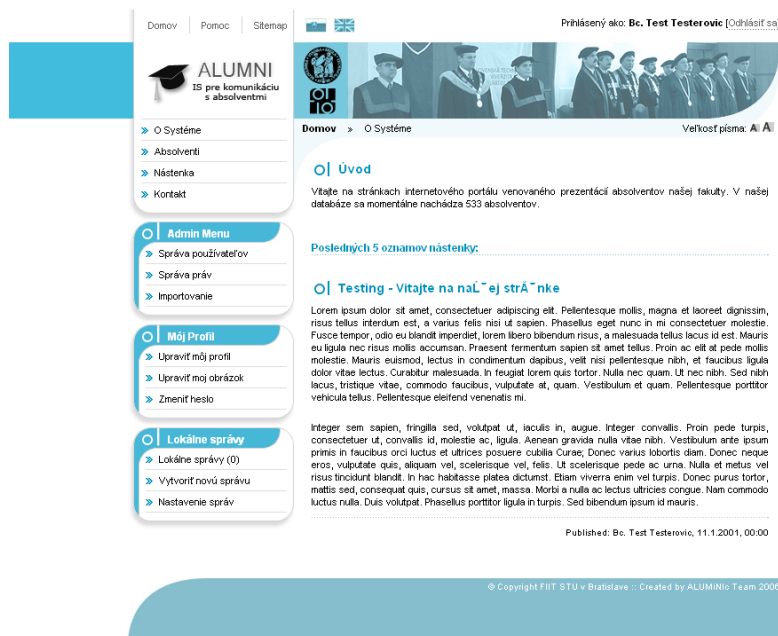 Domov Pomoc Sitemap
Prihlásený ako: Bc. Test Testerovic [Odhlásiť sa]
ALUMNI
IS pre komunikáciu
s absolventmi
Domov » O Systéme
Veľkosť písma: A A
» O Systéme
» Absolventi
» Nástenka
» Kontakt
Admin Menu
» Správa používateľov
» Správa práv
» Importovanie
Môj Profil
» Upraviť môj profil
» Upraviť moj obrázok
» Zmeniť heslo
Lokálne správy
» Lokálne správy (0)
» Vytvoriť novú správu
» Nastavenie správ
Úvod
Vitajte na stránkach internetového portálu venovaného prezentácií absolventov našej fakulty. V našej
databáze sa momentálne nachádza 533 absolventov.
Posledných 5 oznamov nástenky:
Testing - Vitajte na naĹˇej strĂˇnke
Lorem ipsum dolor sit amet, consectetuer adipiscing elit. Pellentesque mollis, magna et laoreet dignissim,
risus tellus interdum est, a varius felis nisi ut sapien. Phasellus eget nunc in mi consectetuer molestie.
Fusce tempor, odio eu blandit imperdiet, lorem libero bibendum risus, a malesuada tellus lacus id est. Mauris
eu ligula nec risus mollis accumsan. Praesent fermentum sapien sit amet tellus. Proin ac elit at pede mollis
molestie. Mauris euismod, lectus in condimentum dapibus, velit nisi pellentesque nibh, et faucibus ligula
dolor vitae lectus. Curabitur malesuada. In feugiat lorem quis tortor. Nulla nec quam. Ut nec nibh. Sed nibh
lacus, tristique vitae, commodo faucibus, vulputate at, quam. Vestibulum et quam. Pellentesque porttitor
vehicula tellus. Pellentesque eleifend venenatis mi.
Integer sem sapien, fringilla sed, volutpat ut, iaculis in, augue. Integer convallis. Proin pede turpis,
consectetuer ut, convallis id, molestie ac, ligula. Aenean gravida nulla vitae nibh. Vestibulum ante ipsum
primis in faucibus orci luctus et ultrices posuere cubilia Curae; Donec varius lobortis diam. Donec neque
eros, vulputate quis, aliquam vel, scelerisque vel, felis. Ut scelerisque pede ac urna. Nulla et metus vel
risus tincidunt blandit. In hac habitasse platea dictumst. Etiam viverra enim vel turpis. Donec purus tortor,
mattis sed, consequat quis, cursus sit amet, massa. Morbi a nulla ac lectus ultricies congue. Nam commodo
luctus nulla. Duis volutpat. Phasellus porttitor ligula in turpis. Sed bibendum ipsum id mauris.
Published: Bc. Test Testerovic, 11.1.2001, 00:00
© Copyright FIIT STU v Bratislave :: Created by ALUMiNIc Team 2006